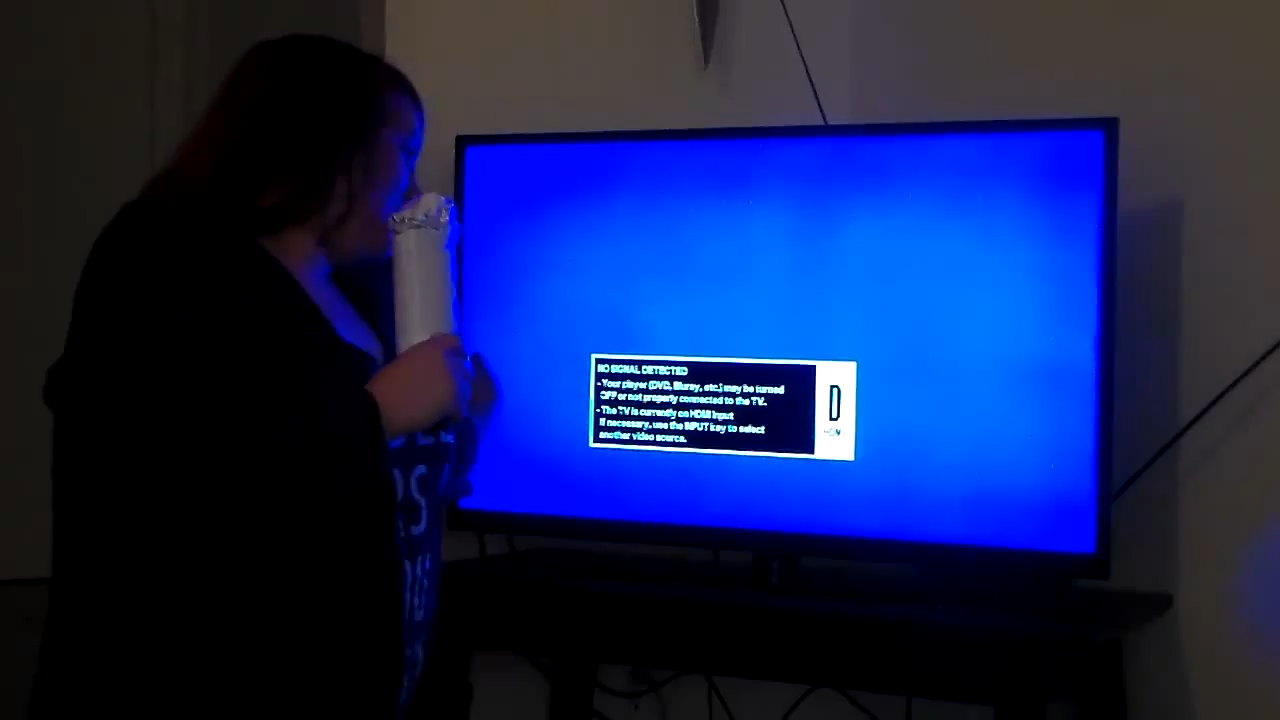 NO SIGNAL DETECTED
- Your player (DVD, Bluray, etc.) may be turned
OFF or not properly connected to the TV.
- The TV is currently on HDMI Input
If necessary, use the INPUT key to select
another video source.
D